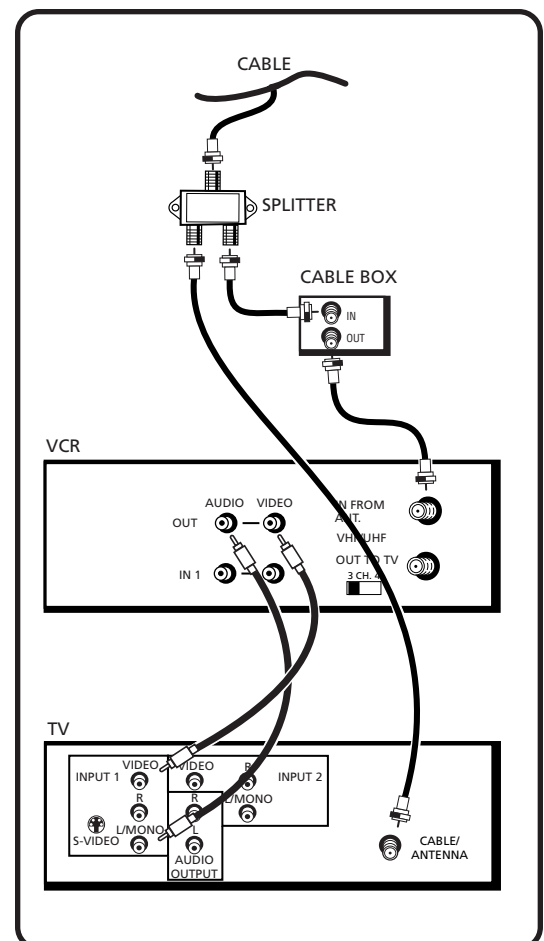 CABLE
SPLITTER
CABLE BOX
IN
OUT
VCR
AUDIO VIDEO
OUT
IN 1
IN FROM
ANT.
VHF/UHF
OUT TO TV
3 CH. 4
TV
INPUT 1
VIDEO
R
L/MONO
S-VIDEO
VIDEO
R
L/MONO
INPUT 2
R
L
AUDIO
OUTPUT
CABLE/
ANTENNA